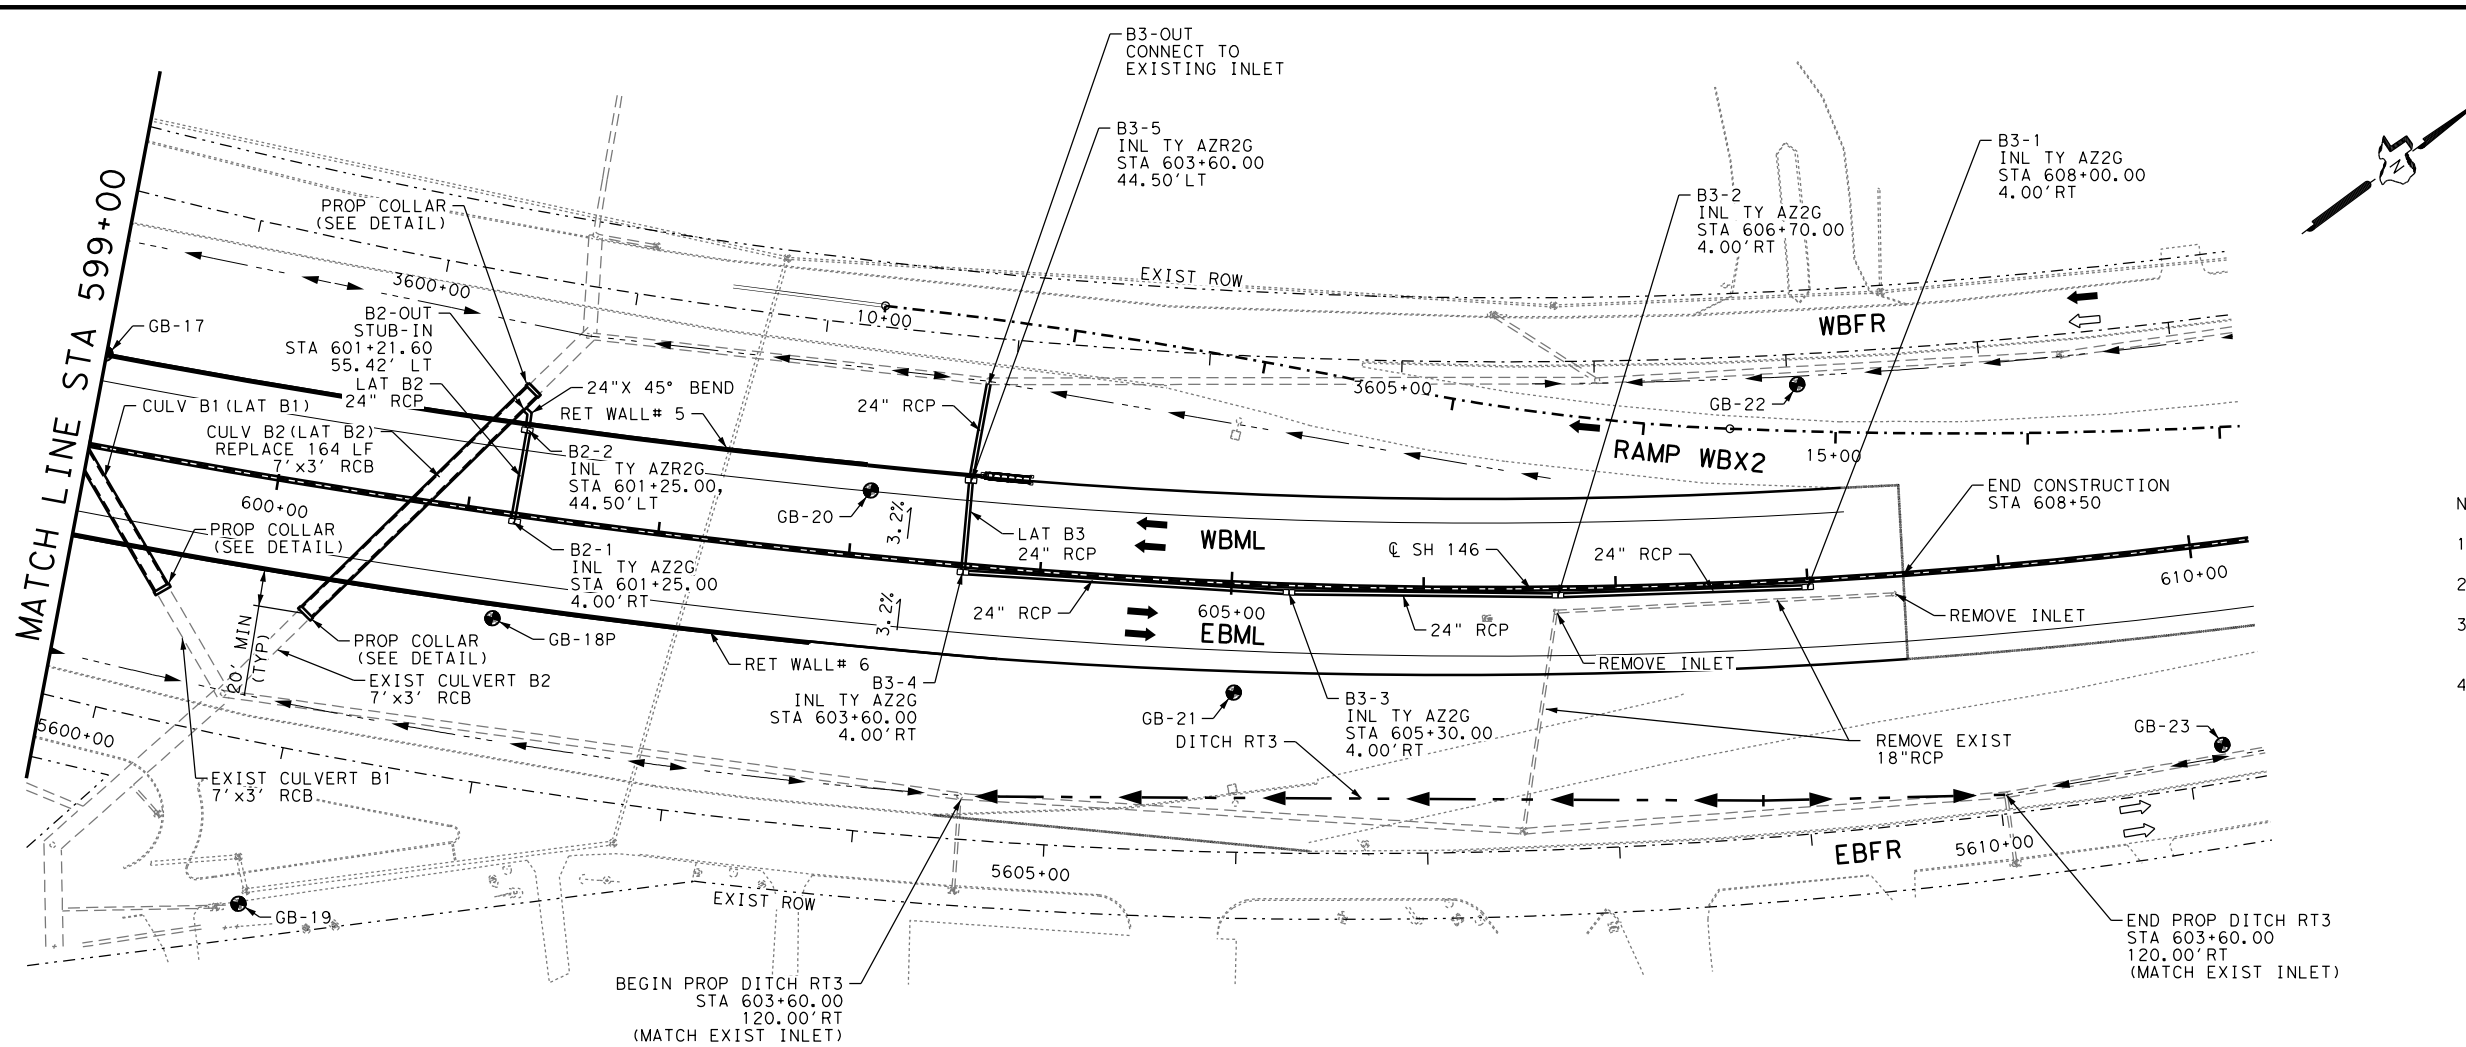 B3-OUT
CONNECT TO
EXISTING INLET
B3-5
INL TY AZR2G
STA 603+60.00
44.50'LT
B3-1
INL TY AZ2G
STA 608+00.00
4.00'RT
B3-2
INL TY AZ2G
STA 606+70.00
4.00'RT
N
MATCH LINE STA 599+00
PROP COLLAR
(SEE DETAIL)
3600+00
EXIST ROW
10+00
WBFR
GB-17
B2-OUT
STUB-IN
STA 601+21.60
55.42' LT
LAT B2
24" RCP
24"X 45° BEND
RET WALL# 5
24" RCP
3605+00
GB-22
CULV B1(LAT B1)
CULV B2(LAT B2)
REPLACE 164 LF
7'x3' RCB
B2-2
INL TY AZR2G
STA 601+25.00
44.50'LT
RAMP WBX2
15+00
END CONSTRUCTION
STA 608+50
600+00
GB-20
3.2%
PROP COLLAR
(SEE DETAIL)
LAT B3
24" RCP
WBML
℄ SH 146
24" RCP
B2-1
INL TY AZ2G
STA 601+25.00
4.00'RT
3.2%
24" RCP
605+00
EBML
24" RCP
610+00
REMOVE INLET
20' MIN
(TYP)
PROP COLLAR
(SEE DETAIL)
GB-18P
RET WALL# 6
REMOVE INLET
EXIST CULVERT B2
7'x3' RCB
B3-4
INL TY AZ2G
STA 603+60.00
4.00'RT
GB-21
B3-3
INL TY AZ2G
STA 605+30.00
4.00'RT
DITCH RT3
REMOVE EXIST
18"RCP
GB-23
5600+00
EXIST CULVERT B1
7'x3' RCB
5605+00
EBFR
5610+00
EXIST ROW
GB-19
BEGIN PROP DITCH RT3
STA 603+60.00
120.00'RT
(MATCH EXIST INLET)
END PROP DITCH RT3
STA 603+60.00
120.00'RT
(MATCH EXIST INLET)
N
1
2
3
4